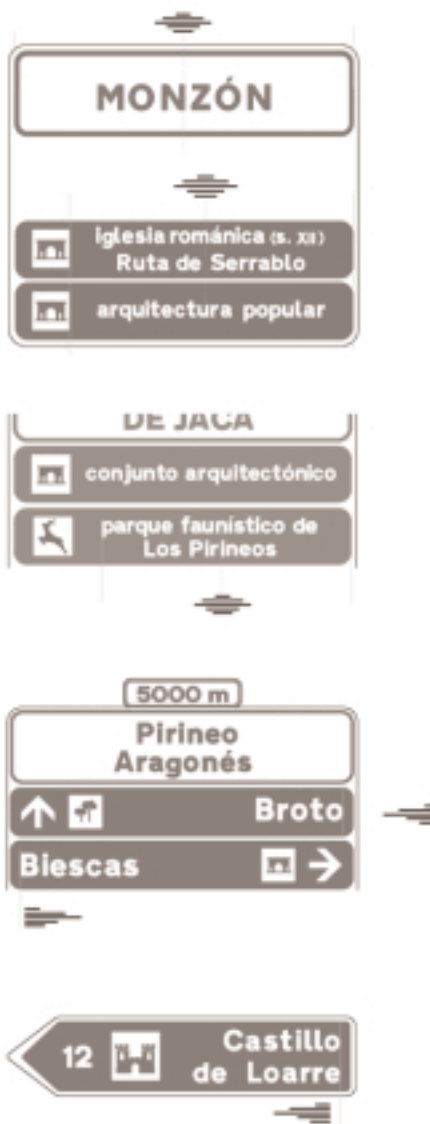 MONZÓN
iglesia románica (s. XII)
Ruta de Serrablo
arquitectura popular
DE JACA
conjunto arquitectónico
parque faunístico de
Los Pirineos
5000 m
Pirineo
Aragonés
Broto
Biescas
12
Castillo
de Loarre